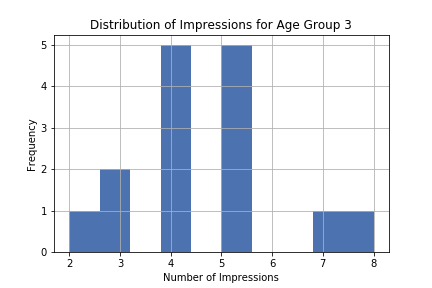 Distribution of Impressions for Age Group 3
5
4
3
2
1
0
Frequency
2 3 4 5 6 7 8
Number of Impressions